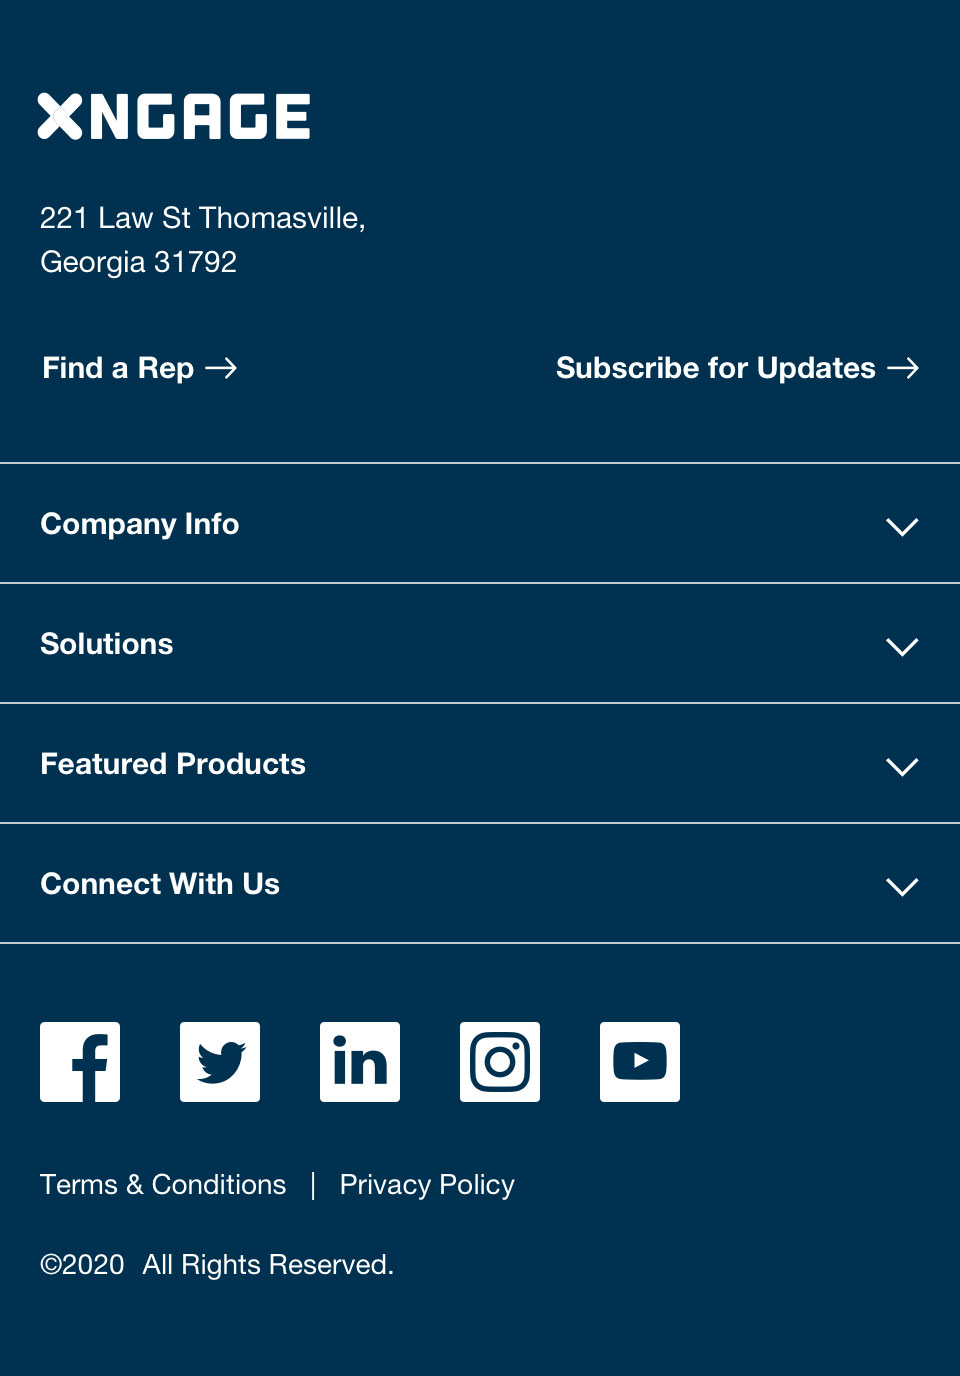 XNGAGE
221 Law St Thomasville,
Georgia 31792
Find a Rep
Subscribe for Updates
Company Info
Solutions
Featured Products
Connect With Us
Terms & Conditions | Privacy Policy
©2020 All Rights Reserved.